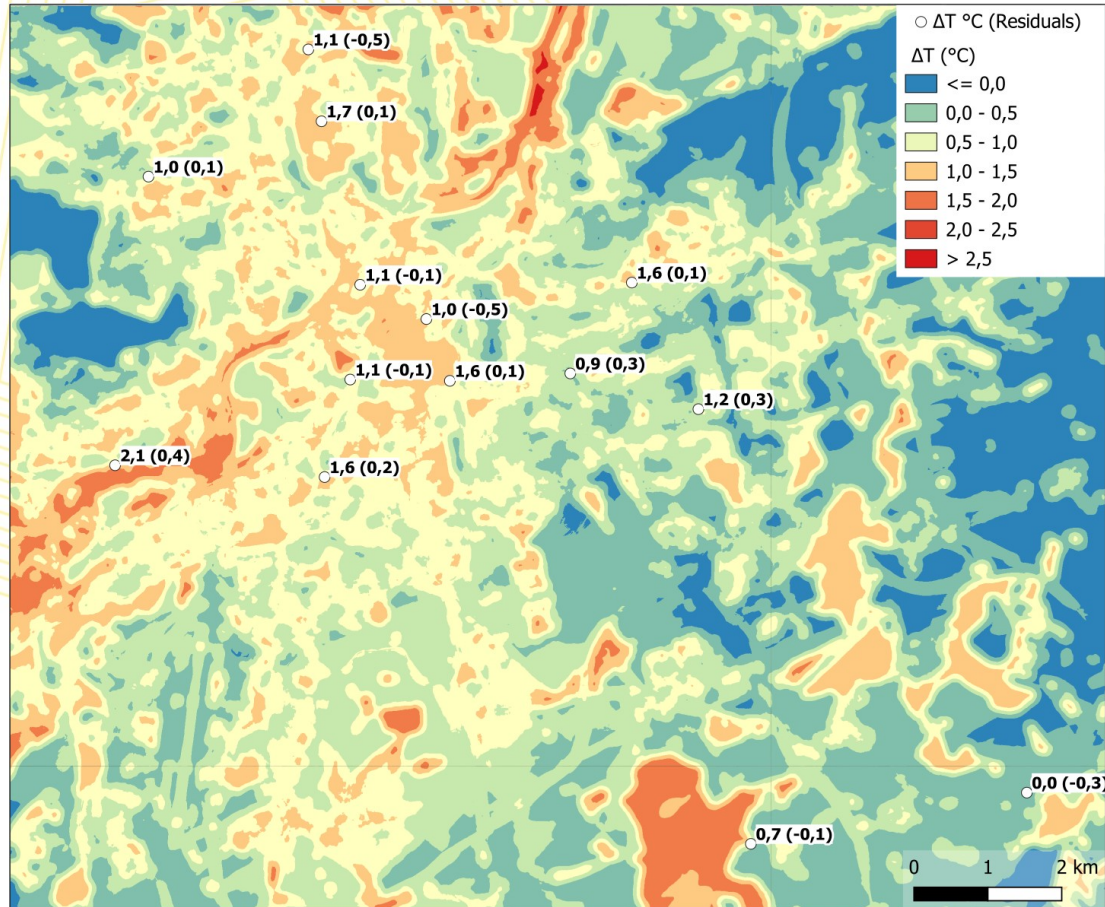 ΔT °C (Residuals)
ΔT (°C)
<= 0,0
0,0 - 0,5
0,5 - 1,0
1,0 - 1,5
1,5 - 2,0
2,0 - 2,5
> 2,5
1,1 (-0,5)
1,7 (0,1)
1,0 (0,1)
1,1 (-0,1)
1,6 (0,1)
1,0 (-0,5)
1,1 (-0,1)
1,6 (0,1)
0,9 (0,3)
1,2 (0,3)
2,1 (0,4)
1,6 (0,2)
0,0 (-0,3)
0,7 (-0,1)
0 1 2 km